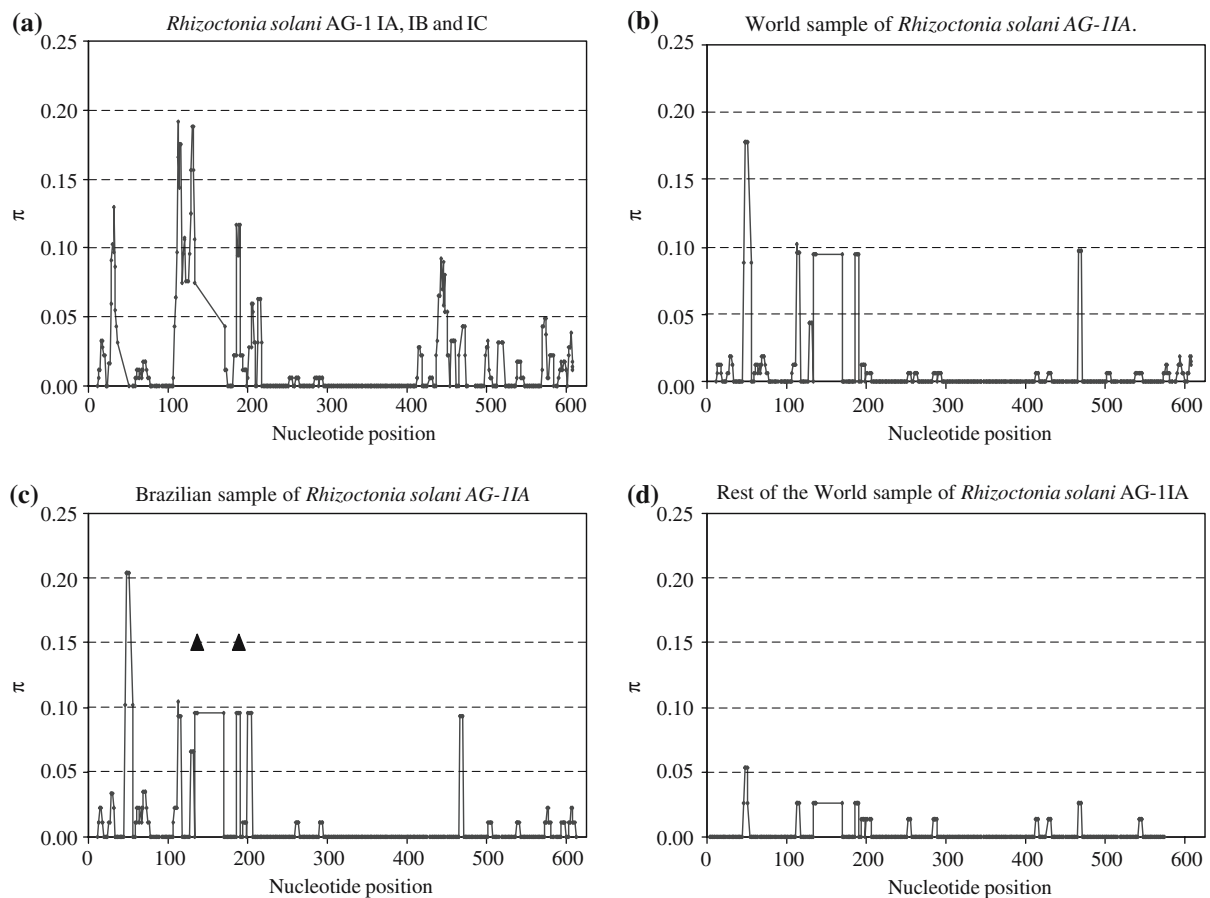 (a) Rhizoctonia solani AG-1 IA, IB and IC
0.25
0.20
0.15
π
0.10
0.05
0.00
0 100 200 300 400 500 600
Nucleotide position
(b) World sample of Rhizoctonia solani AG-1IA.
0.25
0.20
0.15
π
0.10
0.05
0.00
0 100 200 300 400 500 600
Nucleotide position
(c) Brazilian sample of Rhizoctonia solani AG-1IA
0.25
0.20
0.15
π
0.10
0.05
0.00
0 100 200 300 400 500 600
Nucleotide position
(d) Rest of the World sample of Rhizoctonia solani AG-1IA
0.25
0.20
0.15
π
0.10
0.05
0.00
0 100 200 300 400 500 600
Nucleotide position